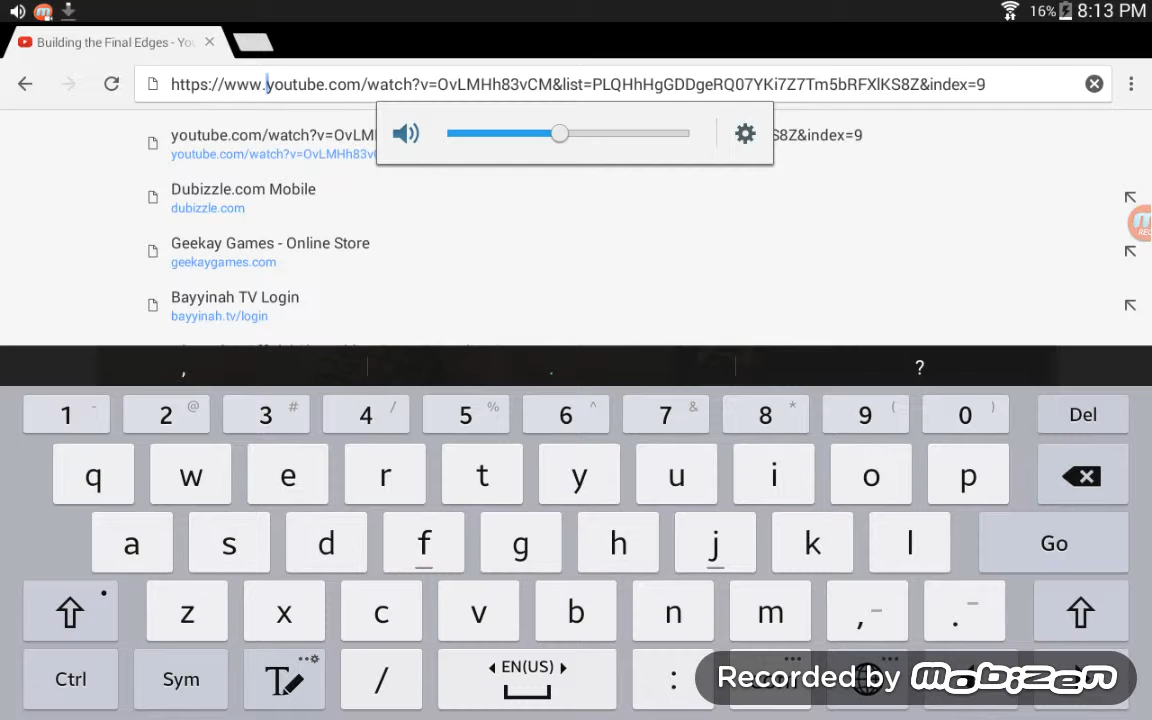 16% 8:13 PM
Building the Final Edges - You
https://www.youtube.com/watch?v=OvLMHh83vCM&list=PLQHhHgGDDgeRQ07YKi7Z7Tm5bRFXlKS8Z&index=9
youtube.com/watch?v=OvLM S8Z&index=9
youtube.com/watch?v=OvLMHh83v
Dubizzle.com Mobile
dubizzle.com
Geekay Games - Online Store
geekaygames.com
Bayyinah TV Login
bayyinah.tv/login
REC
, . ?
1 - 2 @ 3 # 4 / 5 % 6 ^ 7 & 8 * 9 ( 0 ) Del
q w e r t y u i o p
a s d f g h j k l Go
z x c v b n m , - . -
Ctrl Sym T / EN(US) :
Recorded by mobizen